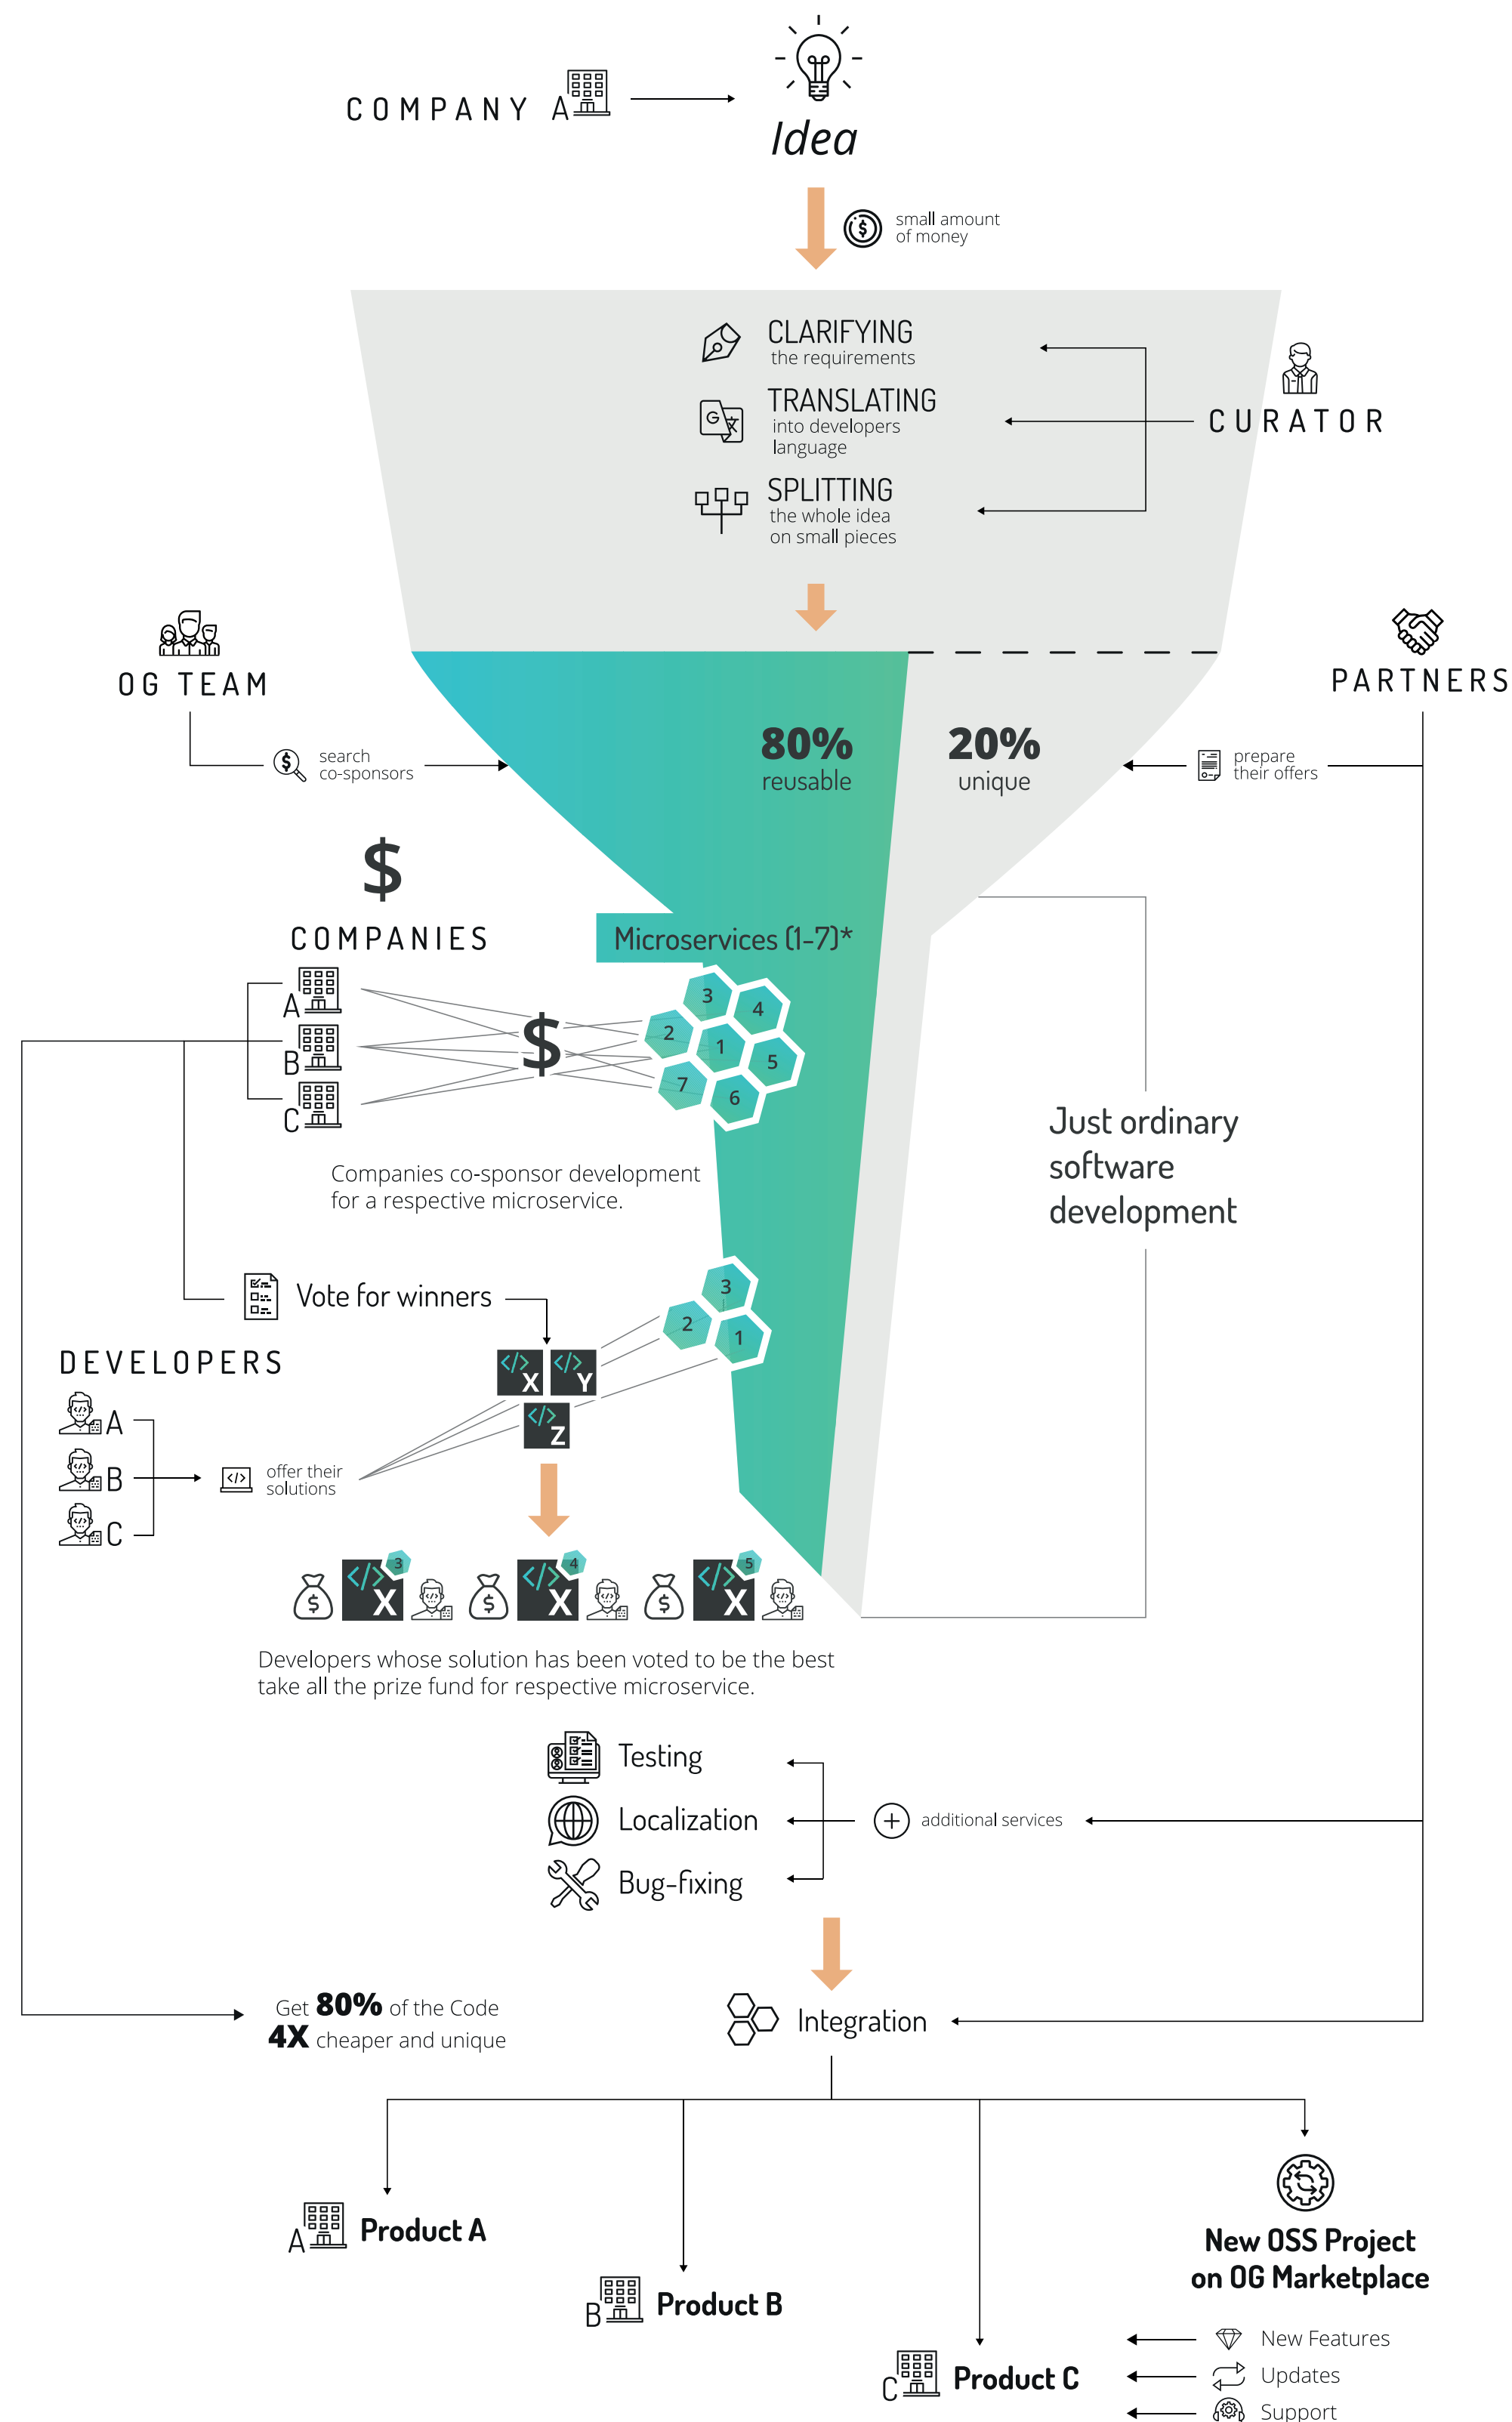 COMPANY A
Idea
small amount
of money
CLARIFYING
the requirements
TRANSLATING
into developers
language
SPLITTING
the whole idea
on small pieces
CURATOR
OG TEAM
search
co-sponsors
80%
reusable
20%
unique
PARTNERS
prepare
their offers
$
COMPANIES
A
B
C
$
Microservices (1-7)*
3
4
2
1
5
7
6
Companies co-sponsor development
for a respective microservice.
Just ordinary
software
development
Vote for winners
3
2
1
DEVELOPERS
A
B
C
offer their
solutions
</> X
</> Y
</> Z
$ </> X 3
$ </> X 4
$ </> X 5
Developers whose solution has been voted to be the best
take all the prize fund for respective microservice.
Testing
Localization
Bug-fixing
additional services
Get 80% of the Code
4X cheaper and unique
Integration
A Product A
B Product B
C Product C
New OSS Project
on OG Marketplace
New Features
Updates
Support